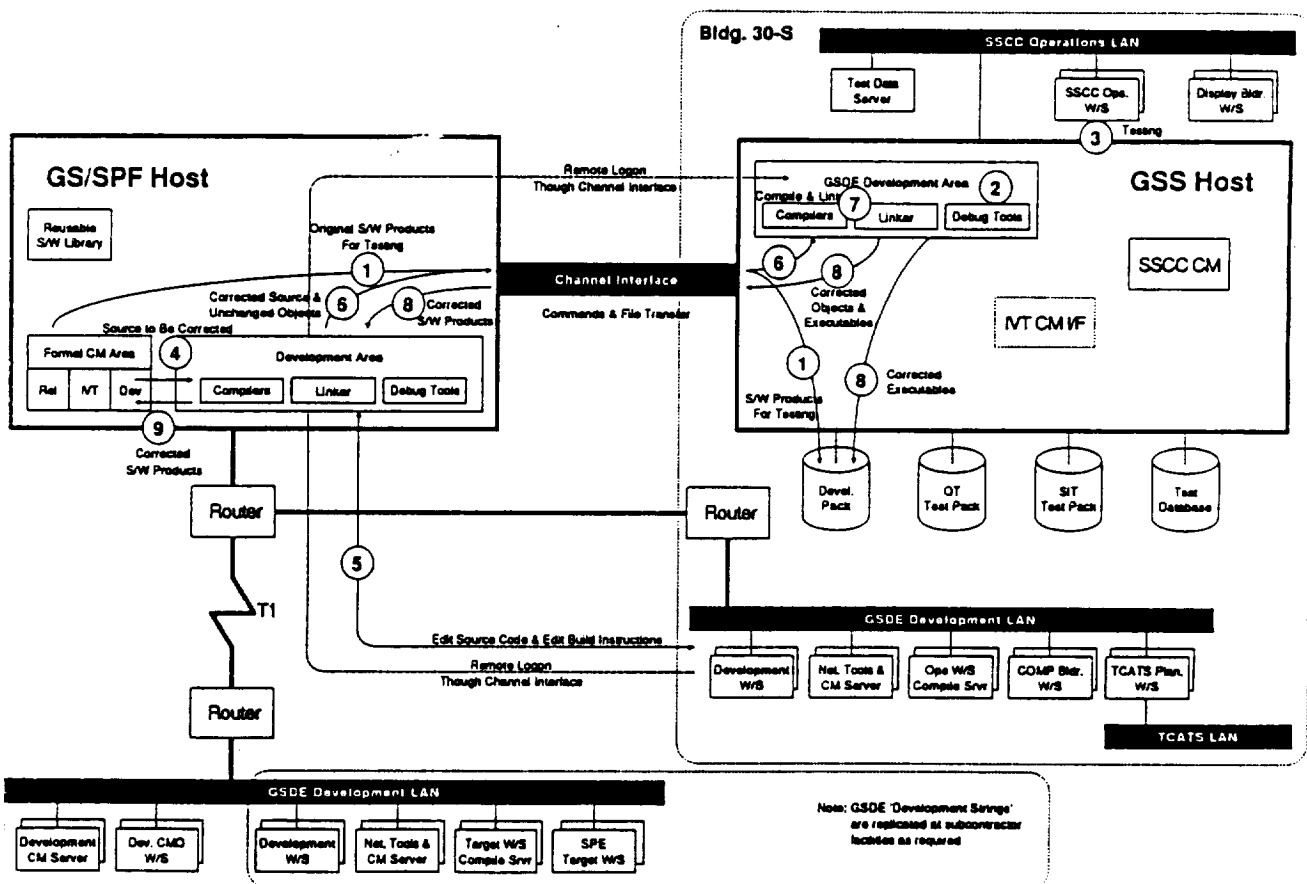 Bldg. 30-S
SSCC Operations LAN
Test Data
Server
SSCC Ops.
W/S
Display Bldr.
W/S
3
Testing
GS/SPF Host
Reusable
S/W Library
Remote Logon
Though Channel Interface
GSDE Development Area
2
Compile & Link
7
Compilers
Linker
Debug Tools
GSS Host
SSCC CM
IVT CM I/F
Original S/W Products
For Testing
1
6
8
Corrected Source &
Unchanged Objects
Corrected
S/W Products
Channel Interface
Commands & File Transfer
6
8
Corrected
Objects &
Executables
1
S/W Products
For Testing
8
Corrected
Executables
Source to Be Corrected
4
Formal CM Area
Rel
IVT
Dev
Development Area
Compilers
Linker
Debug Tools
9
Corrected
S/W Products
Devel.
Pack
QT
Test Pack
SIT
Test Pack
Test
Database
Router
Router
5
T1
Edit Source Code & Edit Build Instructions
Remote Logon
Though Channel Interface
GSDE Development LAN
Development
W/S
Net. Tools &
CM Server
Ops W/S
Compile Srvr
COMP Bldr.
W/S
TCATS Plan.
W/S
TCATS LAN
Router
GSDE Development LAN
Development
CM Server
Dev. CMO
W/S
Development
W/S
Net. Tools &
CM Server
Target W/S
Compile Srvr
SPE
Target W/S
Note: GSDE 'Development Strings'
are replicated at subcontractor
facilities as required